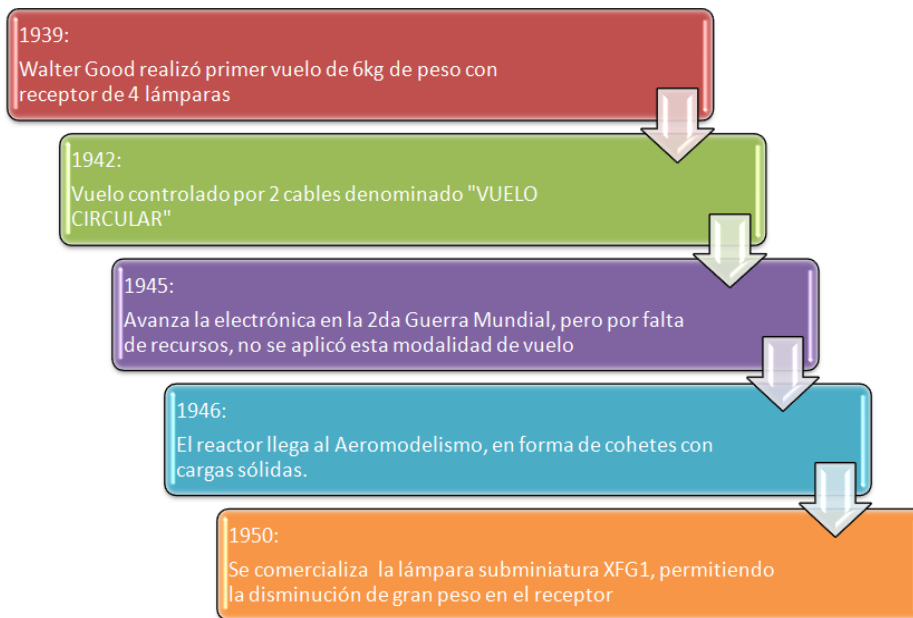 1939:
Walter Good realizó primer vuelo de 6kg de peso con
receptor de 4 lámparas
1942:
Vuelo controlado por 2 cables denominado "VUELO
CIRCULAR"
1945:
Avanza la electrónica en la 2da Guerra Mundial, pero por falta
de recursos, no se aplicó esta modalidad de vuelo
1946:
El reactor llega al Aeromodelismo, en forma de cohetes con
cargas sólidas.
1950:
Se comercializa  la lámpara subminiatura XFG1, permitiendo
la disminución de gran peso en el receptor